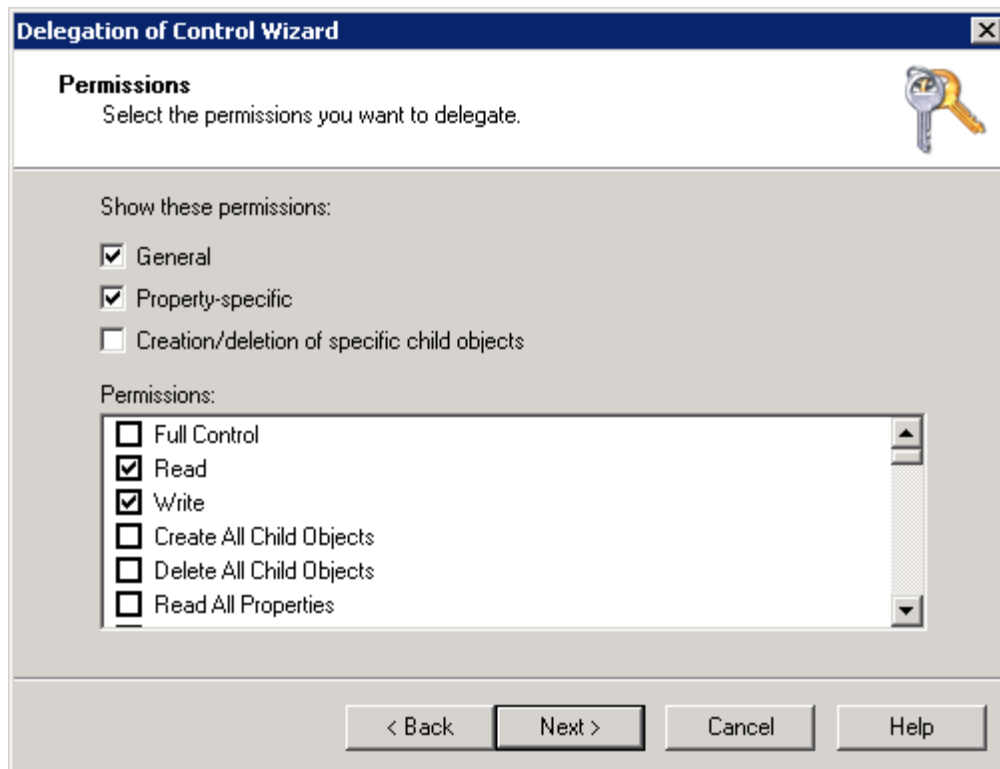 Delegation of Control Wizard
Permissions
Select the permissions you want to delegate.
Show these permissions:
General
Property-specific
Creation/deletion of specific child objects
Permissions:
Full Control
Read
Write
Create All Child Objects
Delete All Child Objects
Read All Properties
< Back Next > Cancel Help